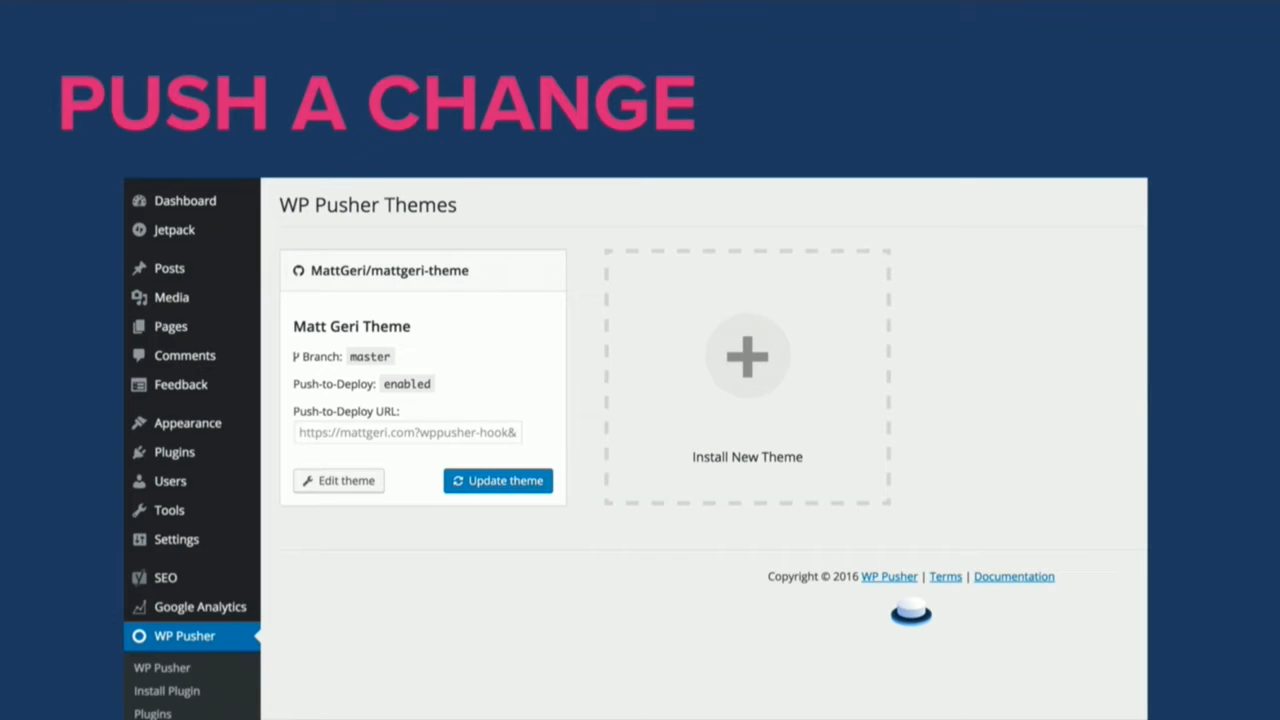 PUSH A CHANGE
Dashboard
Jetpack
Posts
Media
Pages
Comments
Feedback
Appearance
Plugins
Users
Tools
Settings
SEO
Google Analytics
WP Pusher
WP Pusher
Install Plugin
Plugins
WP Pusher Themes
MattGeri/mattgeri-theme
Matt Geri Theme
Branch: master
Push-to-Deploy: enabled
Push-to-Deploy URL:
https://mattgeri.com?wppusher-hook&
Edit theme
Update theme
Install New Theme
Copyright © 2016 WP Pusher | Terms | Documentation